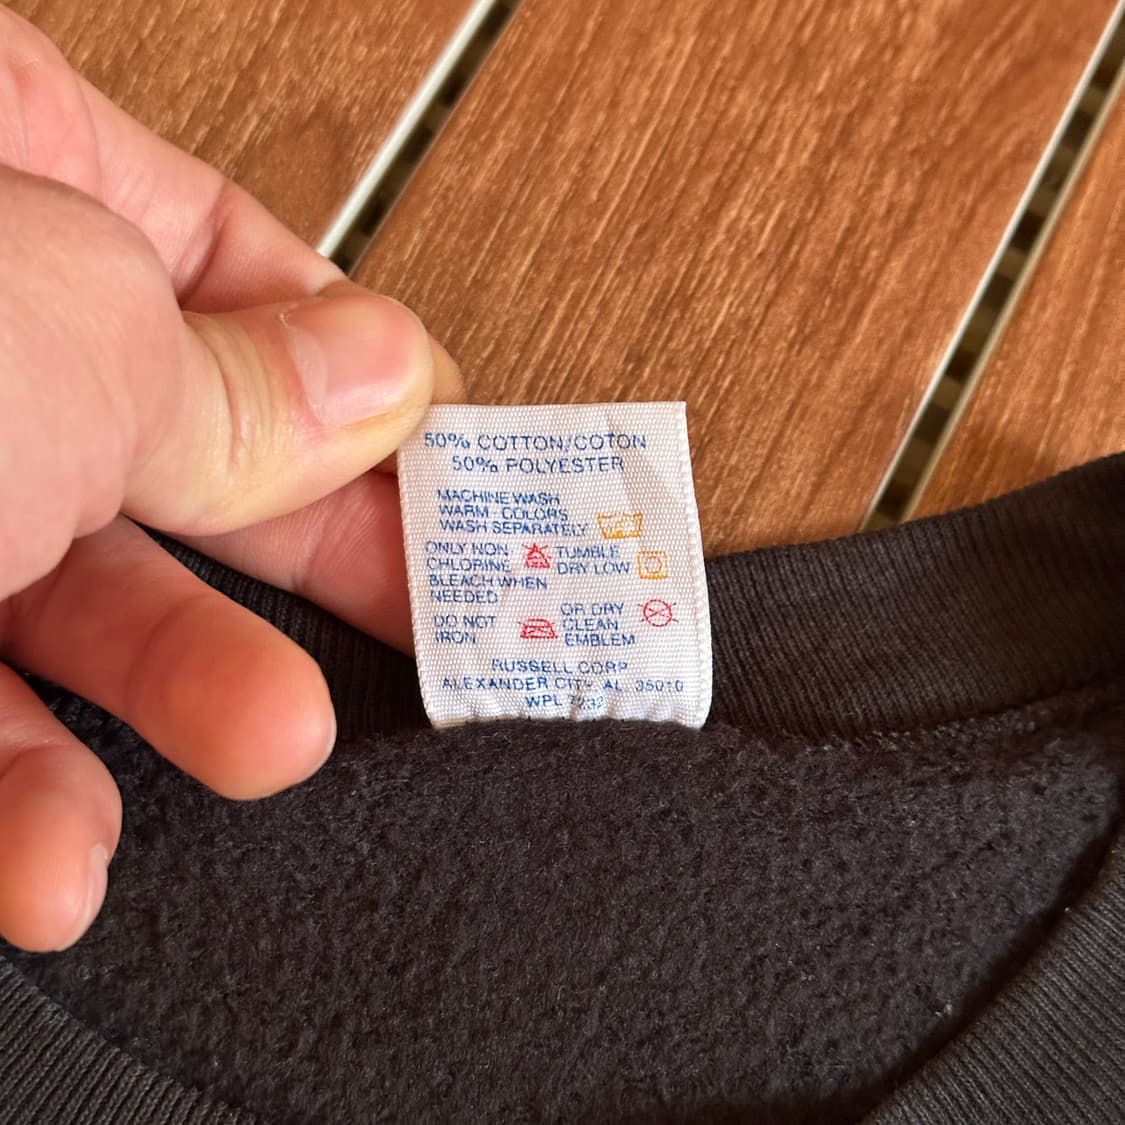 50% COTTON/COTON
50% POLYESTER
MACHINE WASH
WARM - COLORS
WASH SEPARATELY
ONLY NON
CHLORINE
BLEACH WHEN
NEEDED
TUMBLE
DRY LOW
DO NOT
IRON
OR DRY
CLEAN
EMBLEM
RUSSELL CORP
ALEXANDER CITY, AL 35010
WPL